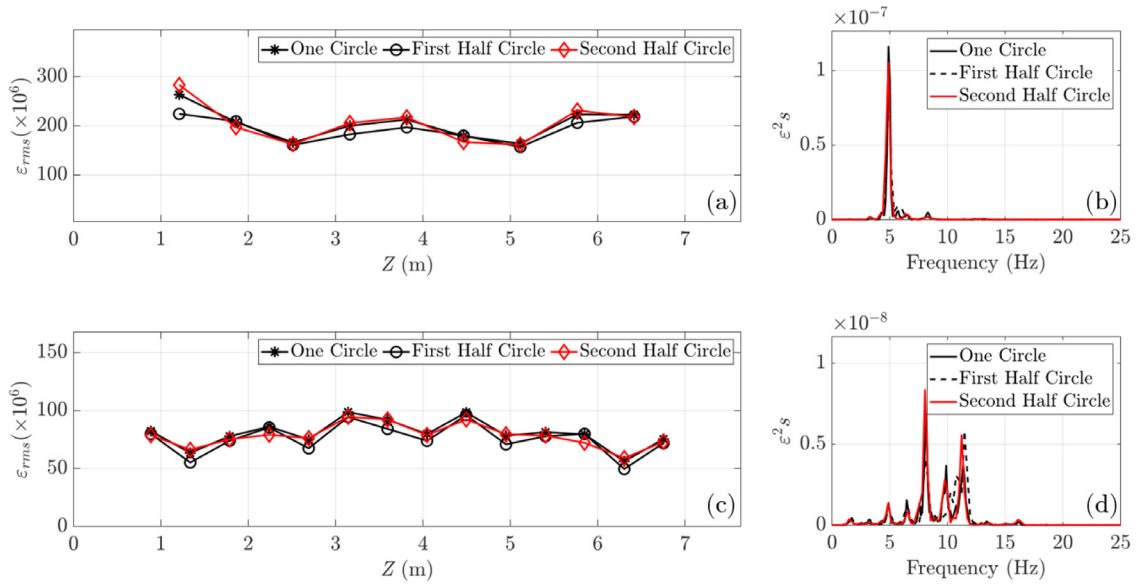 One Circle First Half Circle Second Half Circle
300
200
100
ε_rms(×10^6)
0 1 2 3 4 5 6 7
Z (m)
(a)
×10^-7
One Circle
First Half Circle
Second Half Circle
1
0.5
0
ε^2 s
0 5 10 15 20 25
Frequency (Hz)
(b)
One Circle First Half Circle Second Half Circle
150
100
50
0
ε_rms(×10^6)
0 1 2 3 4 5 6 7
Z (m)
(c)
×10^-8
One Circle
First Half Circle
Second Half Circle
1
0.5
0
ε^2 s
0 5 10 15 20 25
Frequency (Hz)
(d)